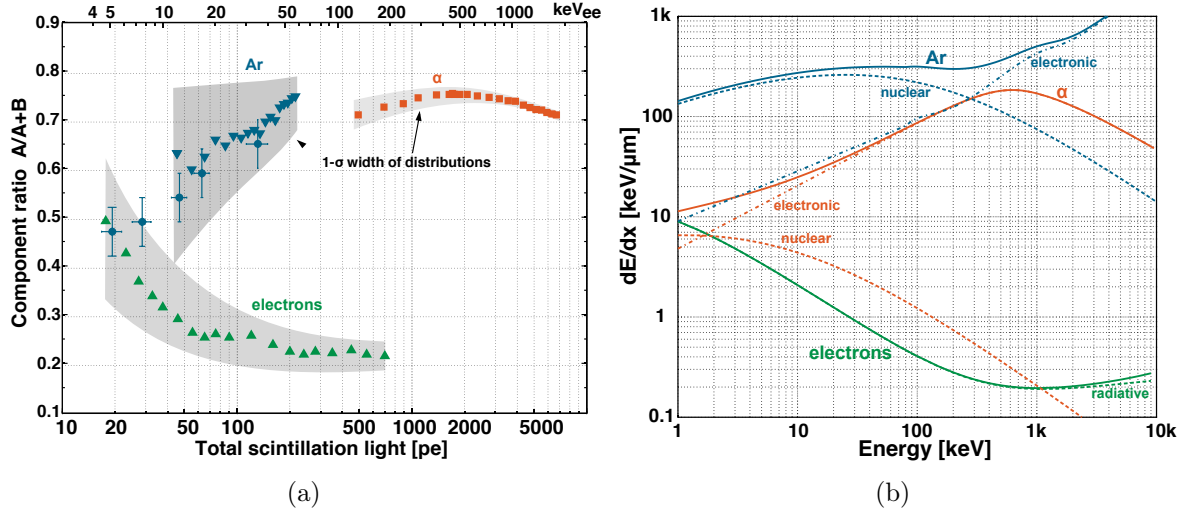 4 5 10 20 30 50 100 200 500 1000 keVee
0.9
0.8
0.7
0.6
0.5
0.4
0.3
0.2
0.1
Component ratio A/A+B
Ar
α
1-σ width of distributions
electrons
10 20 50 100 200 500 1000 2000 5000
Total scintillation light [pe]
(a)
1k
100
10
1
0.1
dE/dx [keV/μm]
Ar
electronic
nuclear
α
electronic
nuclear
electrons
radiative
1 10 100 1k 10k
Energy [keV]
(b)